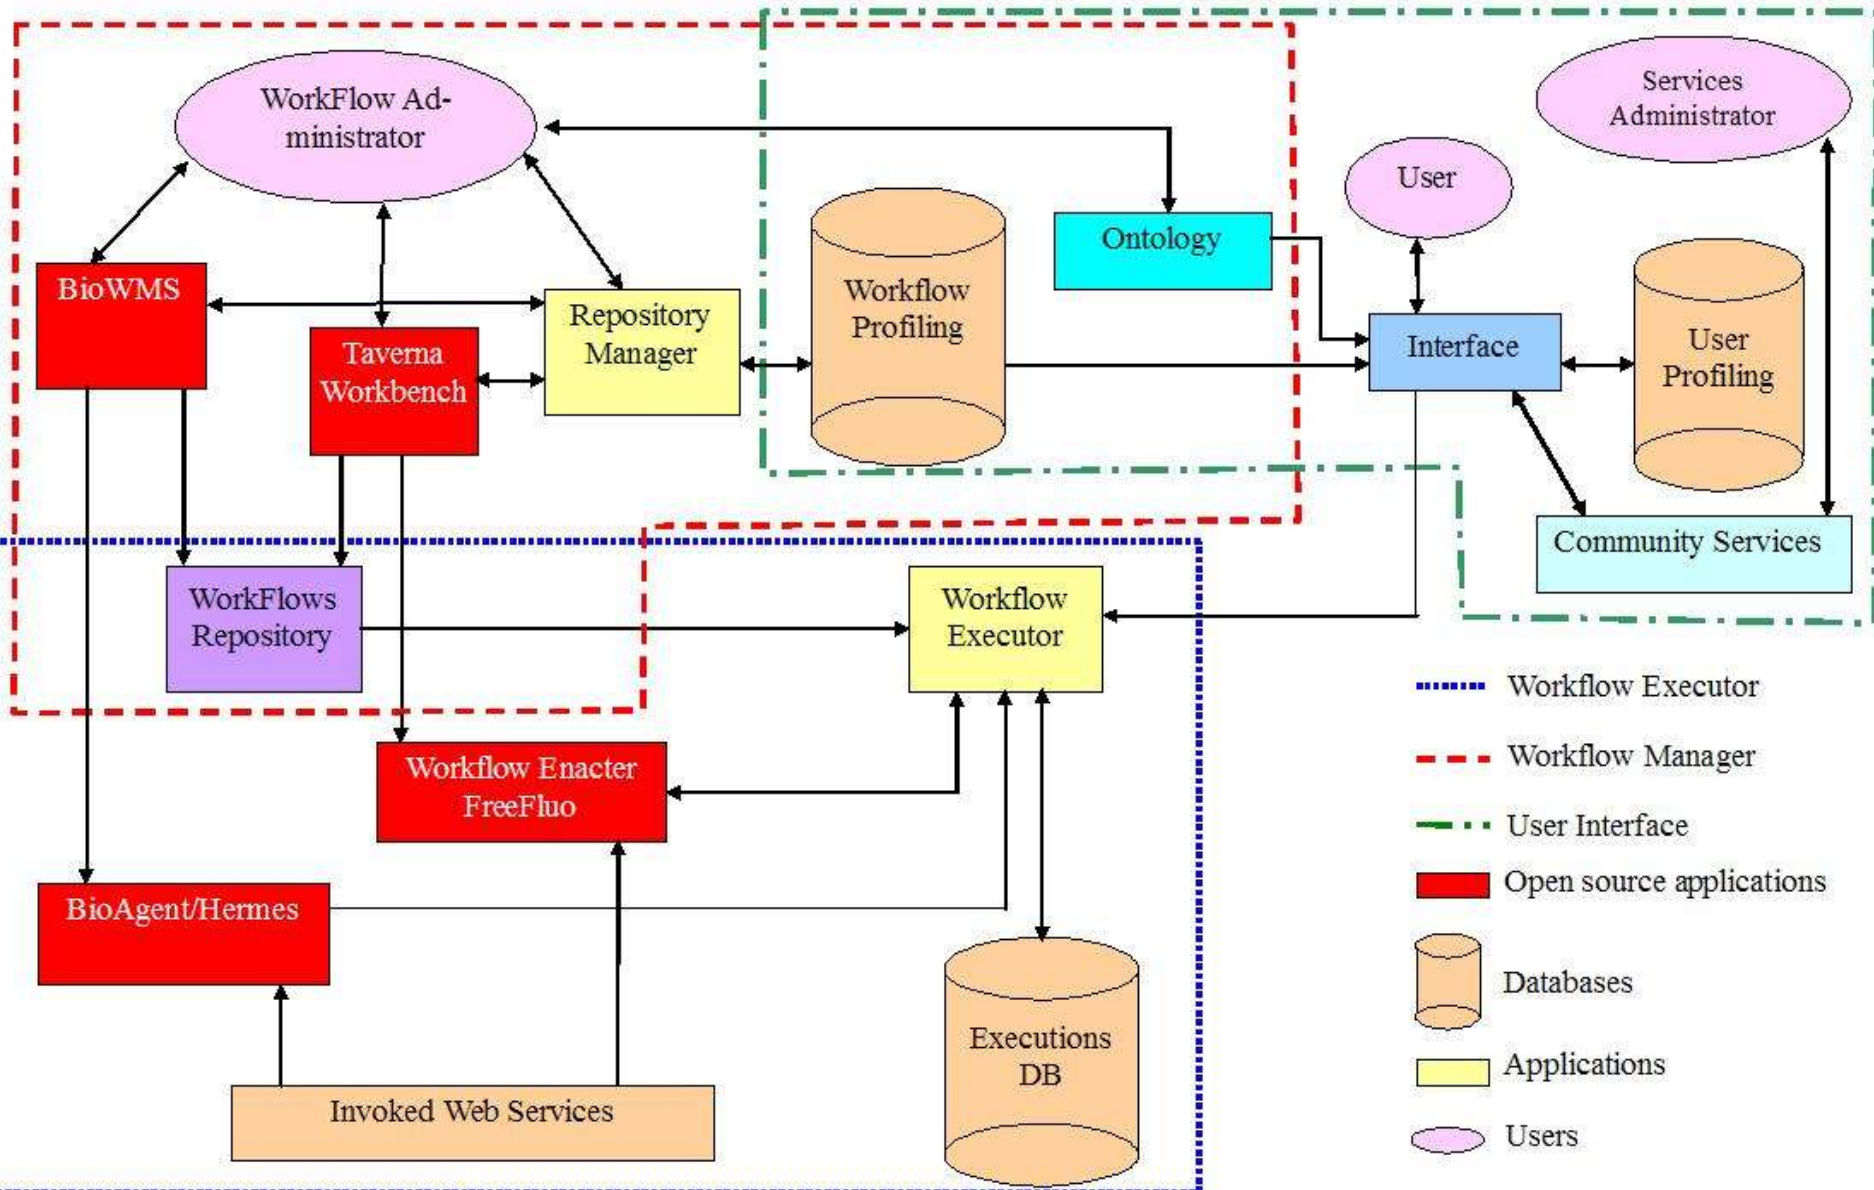 WorkFlow Ad-
ministrator
Services
Administrator
User
Ontology
BioWMS
Repository
Manager
Workflow
Profiling
Taverna
Workbench
Interface
User
Profiling
Community Services
WorkFlows
Repository
Workflow
Executor
Workflow Enacter
FreeFluo
BioAgent/Hermes
Executions
DB
Invoked Web Services
Workflow Executor
Workflow Manager
User Interface
Open source applications
Databases
Applications
Users